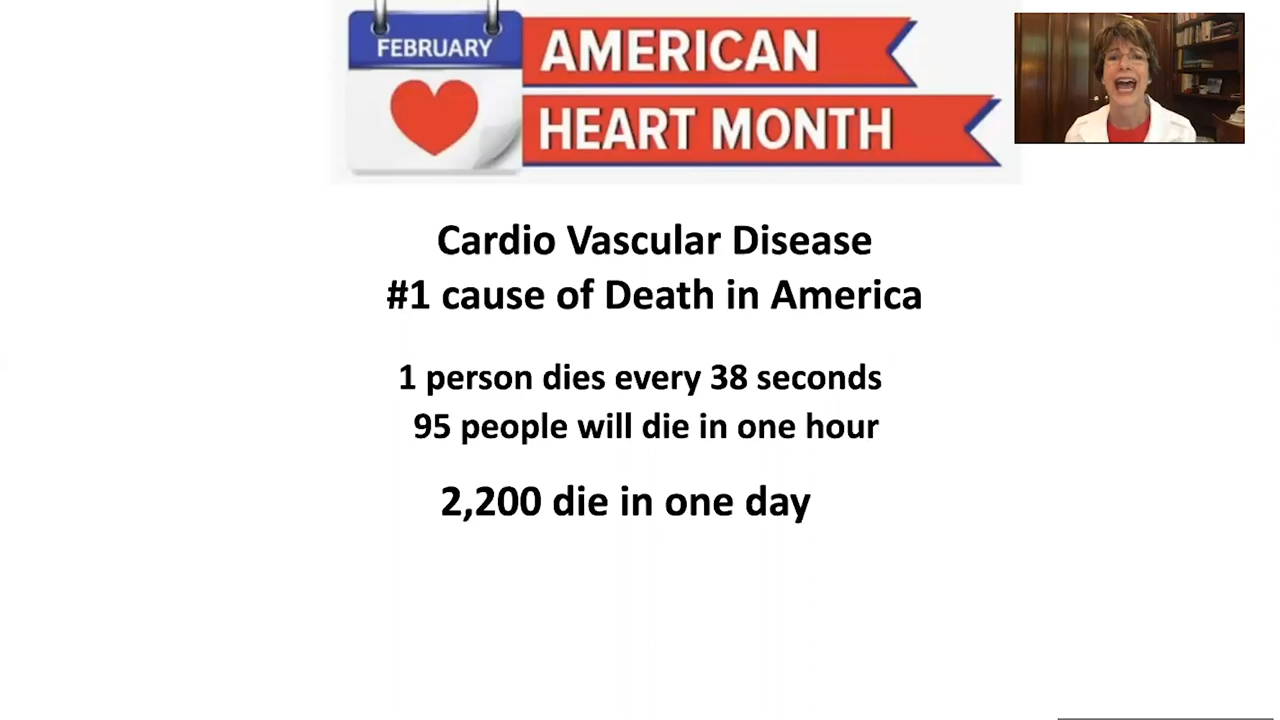 FEBRUARY
AMERICAN
HEART MONTH
Cardio Vascular Disease
#1 cause of Death in America
1 person dies every 38 seconds
95 people will die in one hour
2,200 die in one day